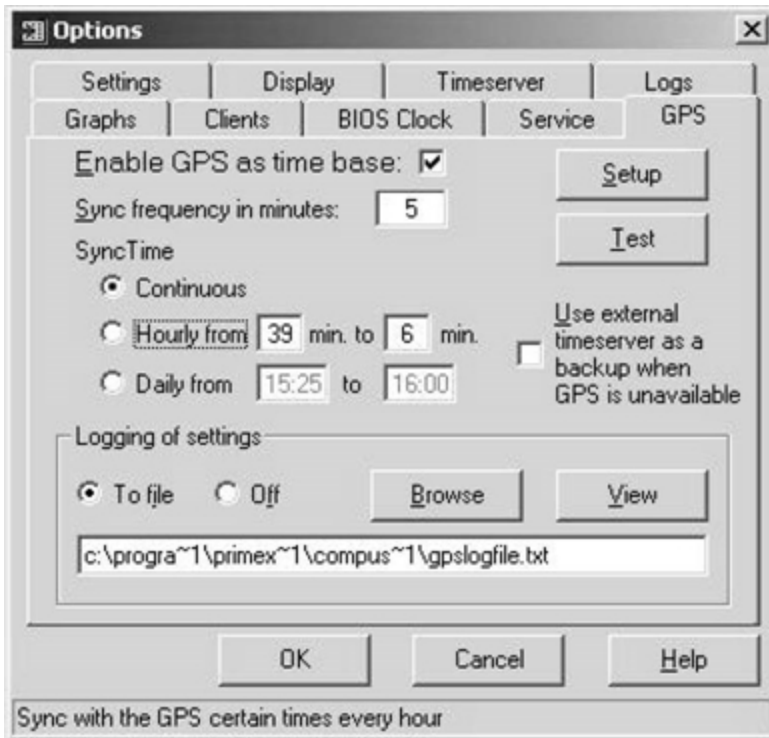 Options
Settings Display Timeserver Logs
Graphs Clients BIOS Clock Service GPS
Enable GPS as time base:
Setup
Sync frequency in minutes: 5
Test
SyncTime
Continuous
Hourly from 39 min. to 6 min.
Daily from 15:25 to 16:00
Use external
timeserver as a
backup when
GPS is unavailable
Logging of settings
To file Off Browse View
c:\progra~1\primex~1\compus~1\gpslogfile.txt
OK Cancel Help
Sync with the GPS certain times every hour